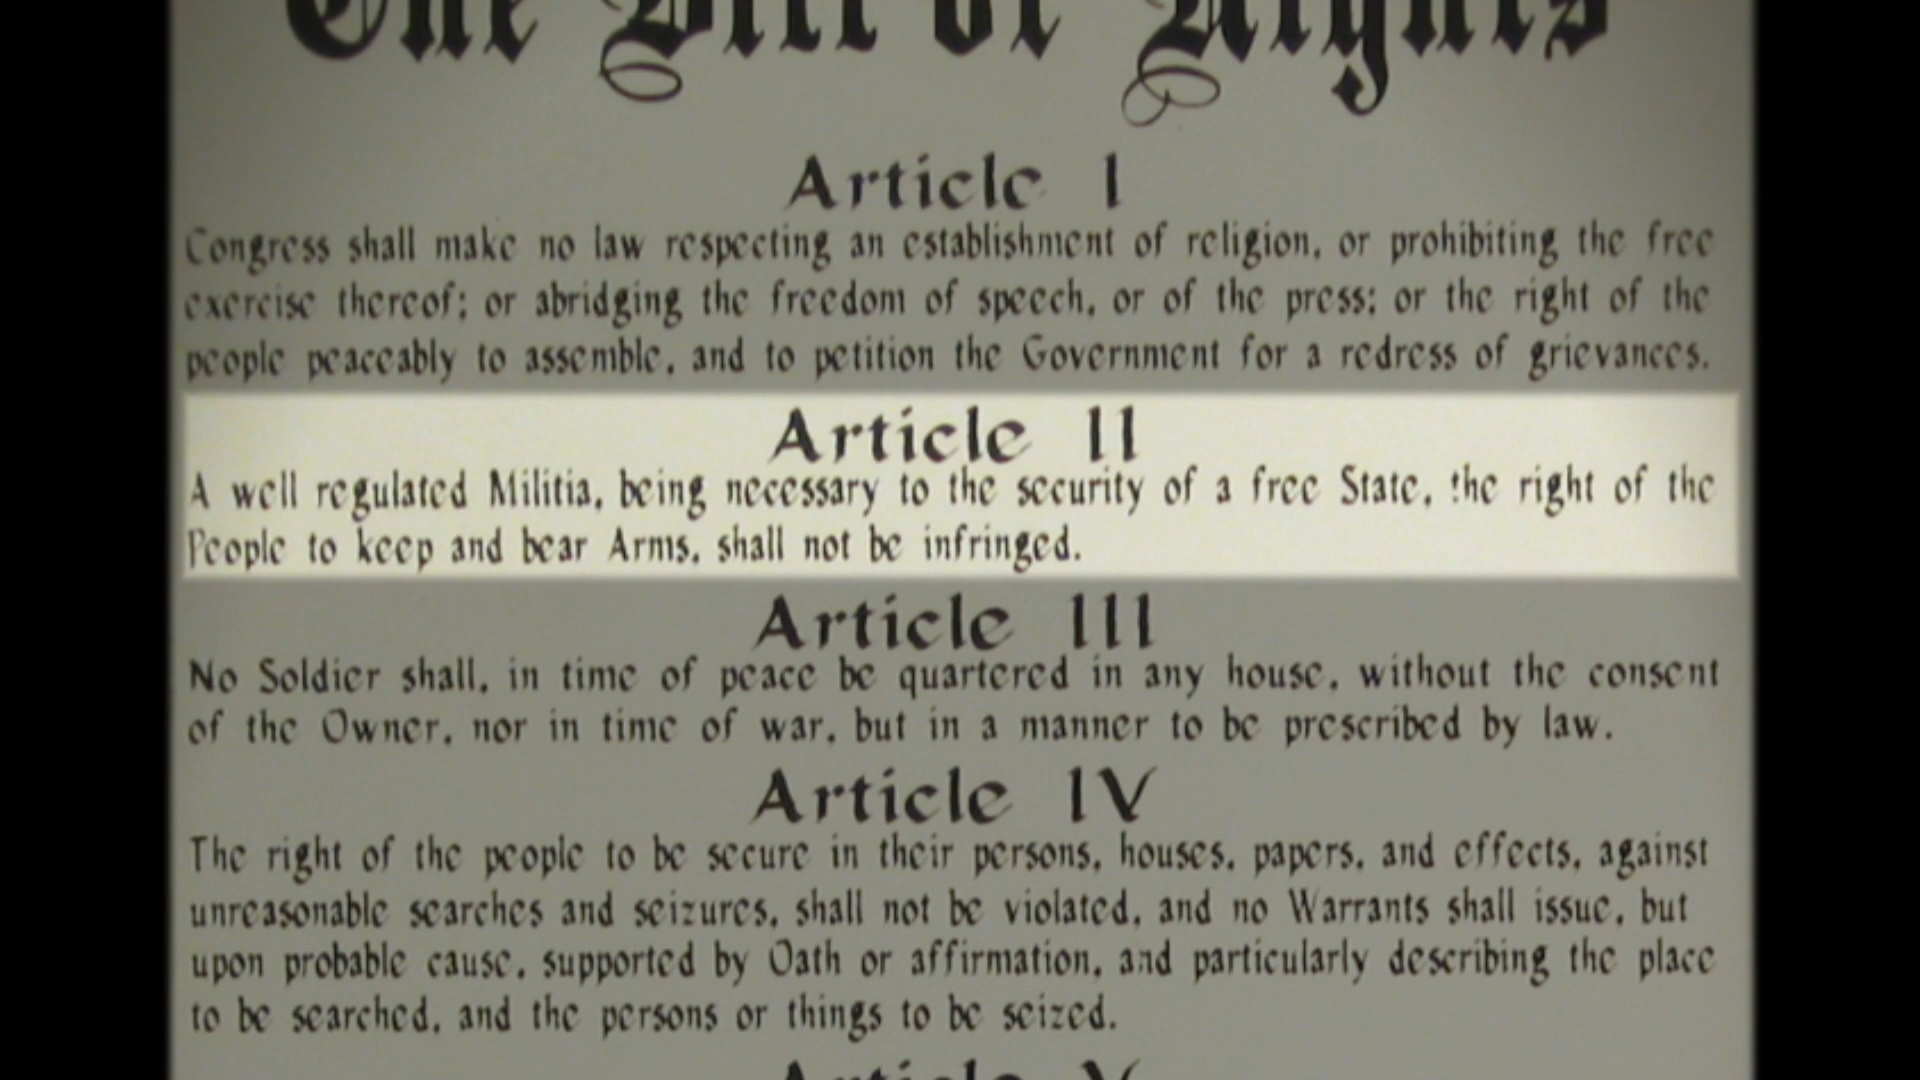 The Bill of Rights
Article I
Congress shall make no law respecting an establishment of religion, or prohibiting the free
exercise thereof; or abridging the freedom of speech, or of the press; or the right of the
people peaceably to assemble, and to petition the Government for a redress of grievances.
Article II
A well regulated Militia, being necessary to the security of a free State, the right of the
People to keep and bear Arms, shall not be infringed.
Article III
No Soldier shall, in time of peace be quartered in any house, without the consent
of the Owner, nor in time of war, but in a manner to be prescribed by law.
Article IV
The right of the people to be secure in their persons, houses, papers, and effects, against
unreasonable searches and seizures, shall not be violated, and no Warrants shall issue, but
upon probable cause, supported by Oath or affirmation, and particularly describing the place
to be searched, and the persons or things to be seized.
Article V